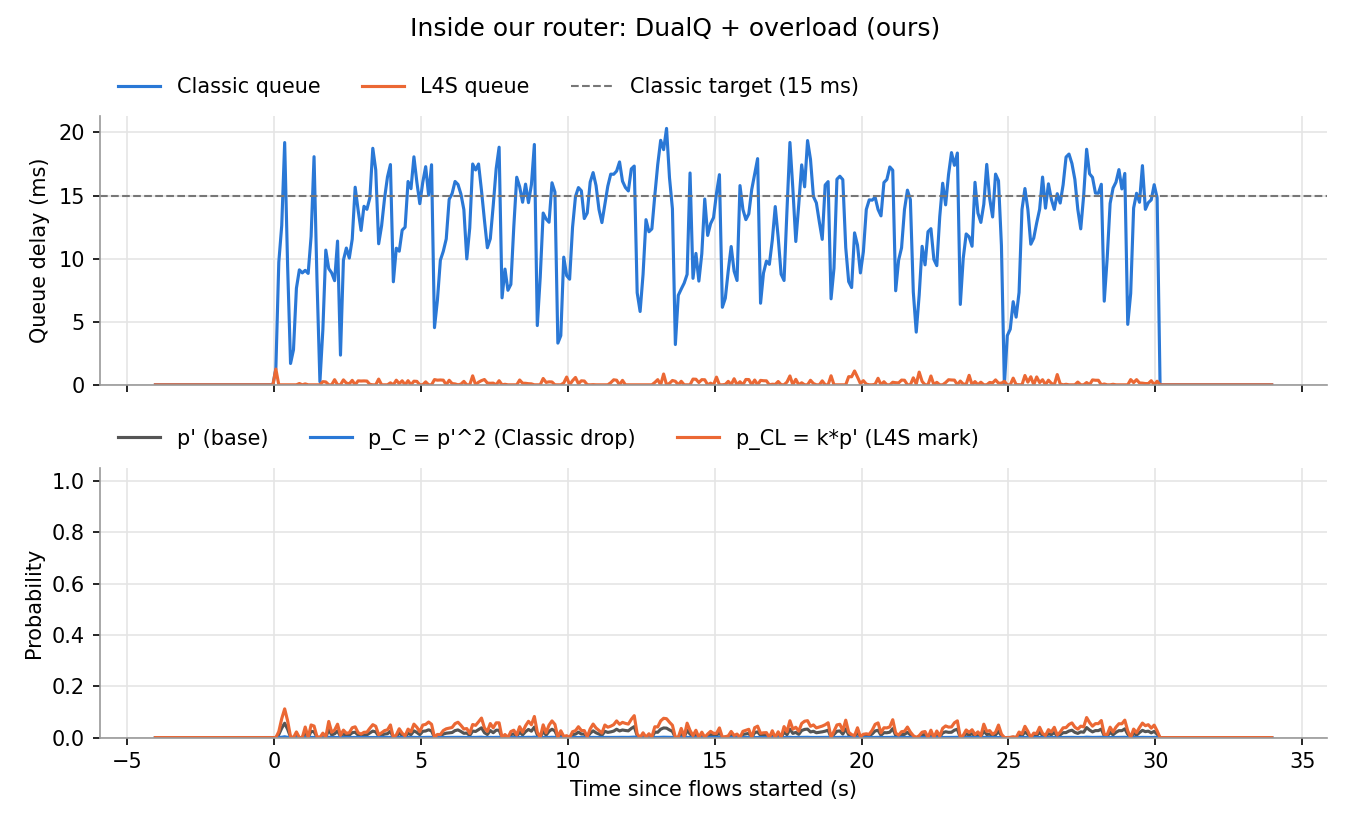 Inside our router: DualQ + overload (ours)
Classic queue L4S queue Classic target (15 ms)
Queue delay (ms)
20
15
10
5
0
p' (base) p_C = p'^2 (Classic drop) p_CL = k*p' (L4S mark)
Probability
1.0
0.8
0.6
0.4
0.2
0.0
−5 0 5 10 15 20 25 30 35
Time since flows started (s)